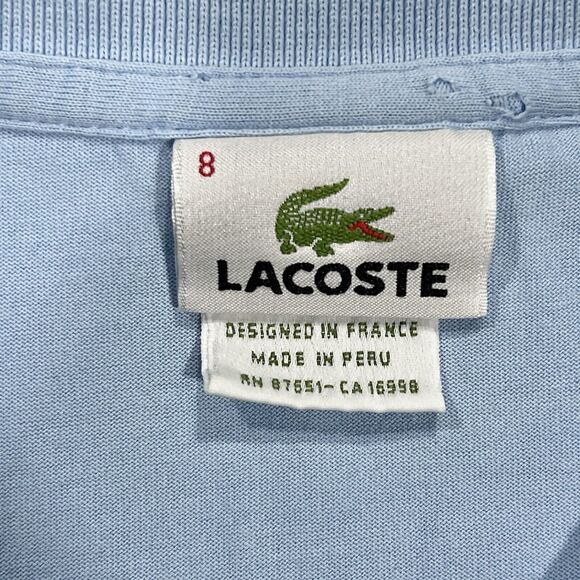 8
LACOSTE
DESIGNED IN FRANCE
MADE IN PERU
RN 87651-CA 16998